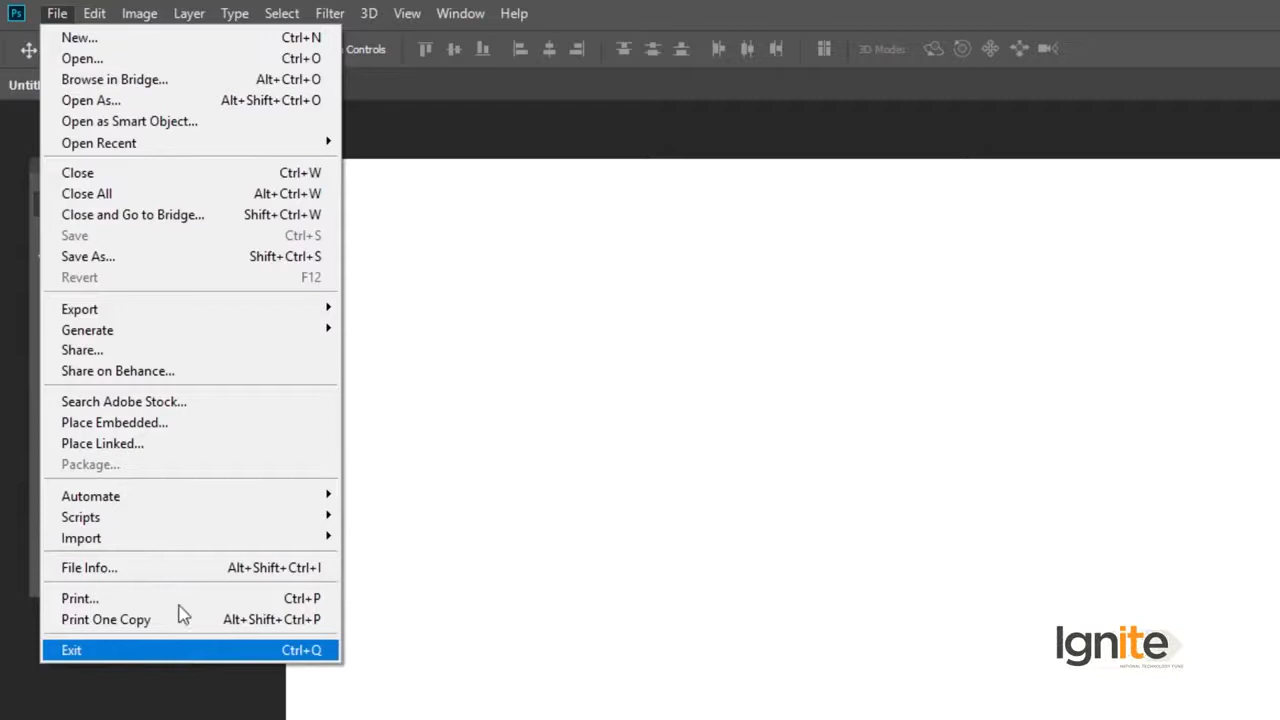 Ps File Edit Image Layer Type Select Filter 3D View Window Help
Controls 3D Mode:
New... Ctrl+N
Open... Ctrl+O
Browse in Bridge... Alt+Ctrl+O
Open As... Alt+Shift+Ctrl+O
Open as Smart Object...
Open Recent
Close Ctrl+W
Close All Alt+Ctrl+W
Close and Go to Bridge... Shift+Ctrl+W
Save Ctrl+S
Save As... Shift+Ctrl+S
Revert F12
Export
Generate
Share...
Share on Behance...
Search Adobe Stock...
Place Embedded...
Place Linked...
Package...
Automate
Scripts
Import
File Info... Alt+Shift+Ctrl+I
Print... Ctrl+P
Print One Copy Alt+Shift+Ctrl+P
Exit Ctrl+Q
Ignite
NATIONAL TECHNOLOGY FUND